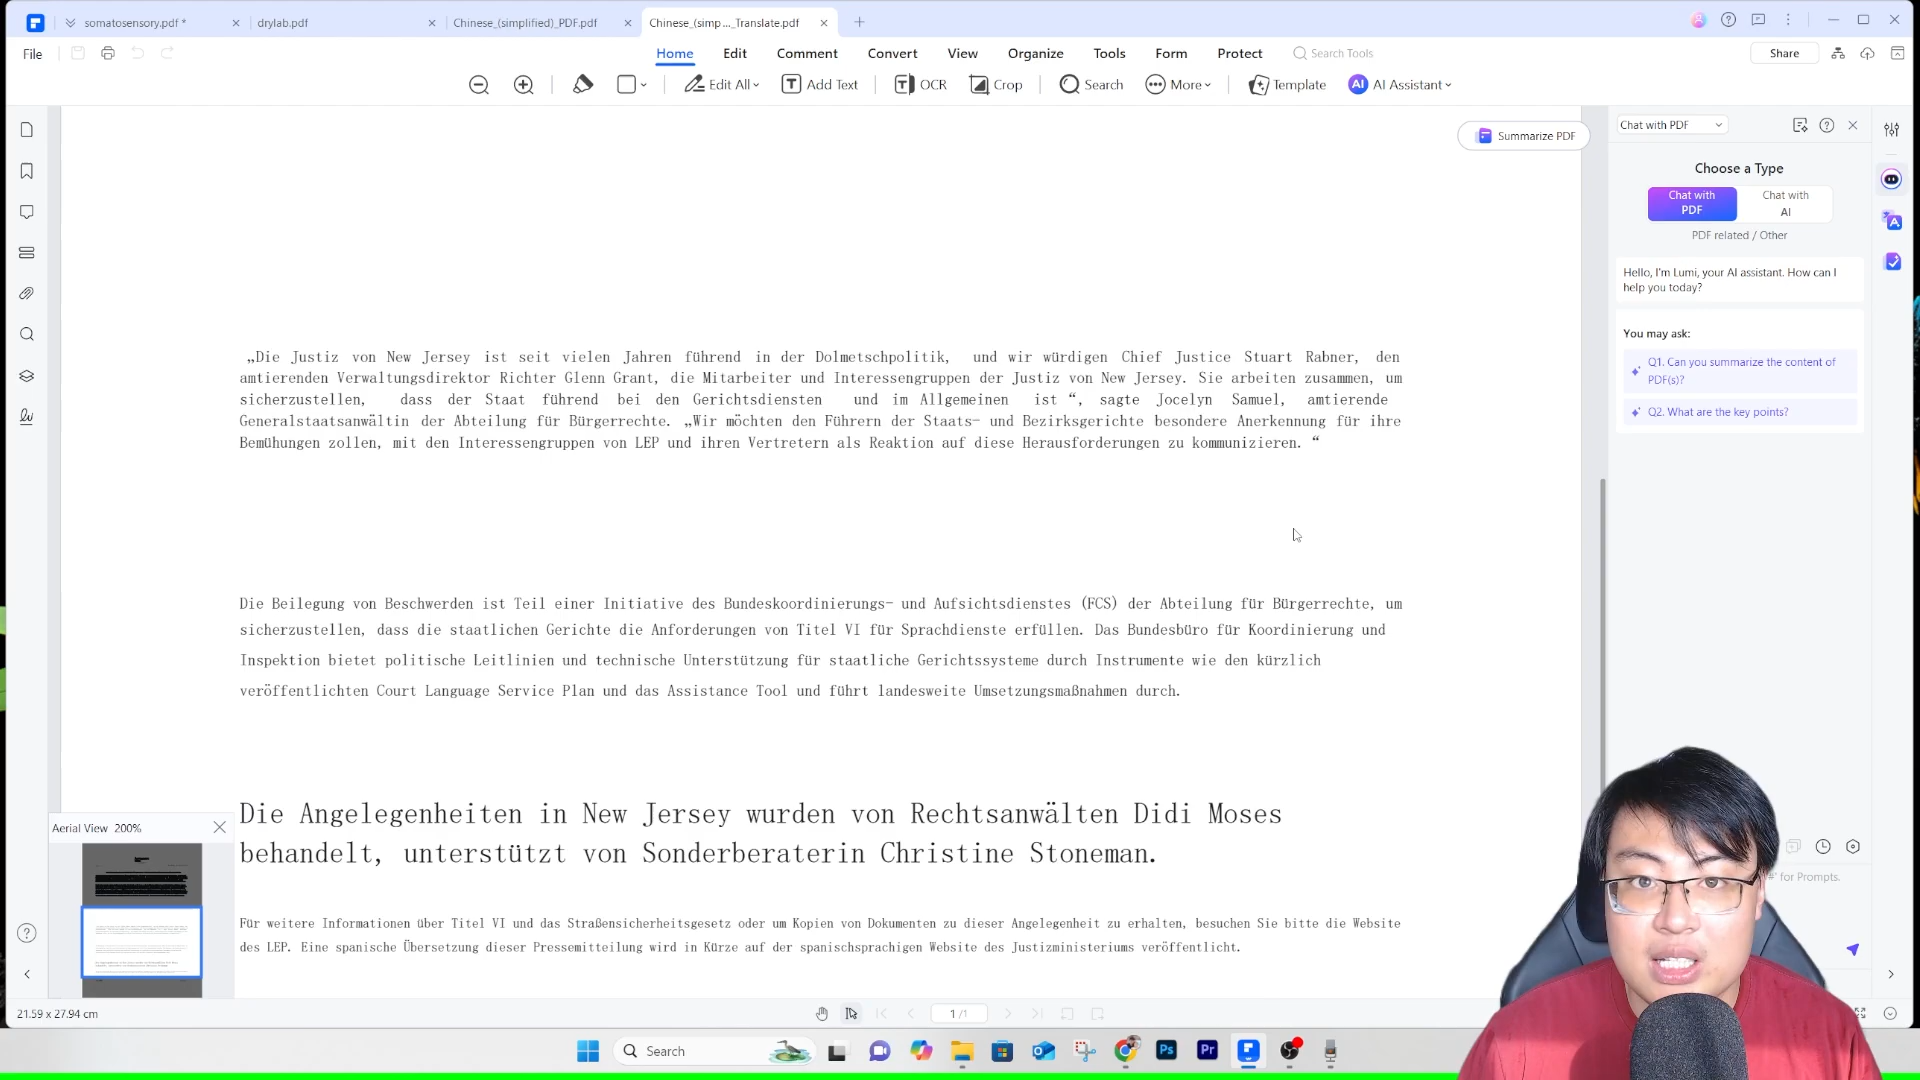 somatosensory.pdf *
drylab.pdf
Chinese_(simplified)_PDF.pdf
Chinese_(simp..._Translate.pdf
File
Home
Edit
Comment
Convert
View
Organize
Tools
Form
Protect
Search Tools
Share
Edit All
Add Text
OCR
Crop
Search
More
Template
AI Assistant
Summarize PDF
Chat with PDF
Choose a Type
Chat with
PDF
Chat with
AI
PDF related / Other
Hello, I'm Lumi, your AI assistant. How can I
help you today?
You may ask:
Q1. Can you summarize the content of
PDF(s)?
Q2. What are the key points?
„Die Justiz von New Jersey ist seit vielen Jahren führend in der Dolmetschpolitik, und wir würdigen Chief Justice Stuart Rabner, den
amtierenden Verwaltungsdirektor Richter Glenn Grant, die Mitarbeiter und Interessengruppen der Justiz von New Jersey. Sie arbeiten zusammen, um
sicherzustellen, dass der Staat führend bei den Gerichtsdiensten und im Allgemeinen ist “, sagte Jocelyn Samuel, amtierende
Generalstaatsanwältin der Abteilung für Bürgerrechte. „Wir möchten den Führern der Staats- und Bezirksgerichte besondere Anerkennung für ihre
Bemühungen zollen, mit den Interessengruppen von LEP und ihren Vertretern als Reaktion auf diese Herausforderungen zu kommunizieren. “
Die Beilegung von Beschwerden ist Teil einer Initiative des Bundeskoordinierungs- und Aufsichtsdienstes (FCS) der Abteilung für Bürgerrechte, um
sicherzustellen, dass die staatlichen Gerichte die Anforderungen von Titel VI für Sprachdienste erfüllen. Das Bundesbüro für Koordinierung und
Inspektion bietet politische Leitlinien und technische Unterstützung für staatliche Gerichtssysteme durch Instrumente wie den kürzlich
veröffentlichten Court Language Service Plan und das Assistance Tool und führt landesweite Umsetzungsmaßnahmen durch.
Die Angelegenheiten in New Jersey wurden von Rechtsanwälten Didi Moses
behandelt, unterstützt von Sonderberaterin Christine Stoneman.
Für weitere Informationen über Titel VI und das Straßensicherheitsgesetz oder um Kopien von Dokumenten zu dieser Angelegenheit zu erhalten, besuchen Sie bitte die Website
des LEP. Eine spanische Übersetzung dieser Pressemitteilung wird in Kürze auf der spanischsprachigen Website des Justizministeriums veröffentlicht.
Aerial View 200%
'#' for Prompts.
21.59 x 27.94 cm
1 /1
Search
Ps
Pr